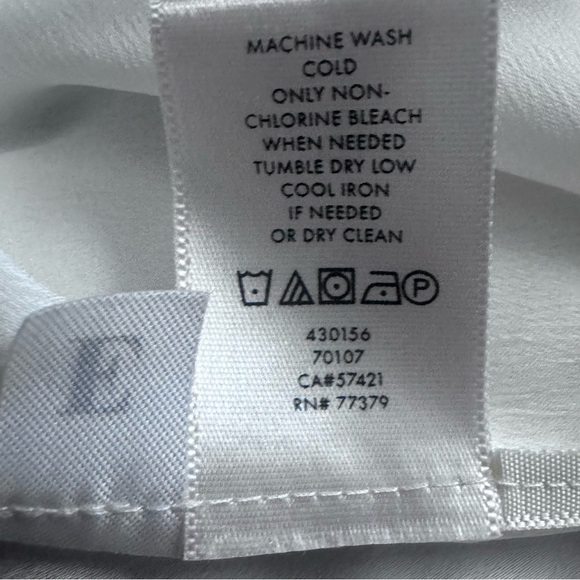 MACHINE WASH
COLD
ONLY NON-
CHLORINE BLEACH
WHEN NEEDED
TUMBLE DRY LOW
COOL IRON
IF NEEDED
OR DRY CLEAN
P
430156
70107
CA#57421
RN# 77379
E